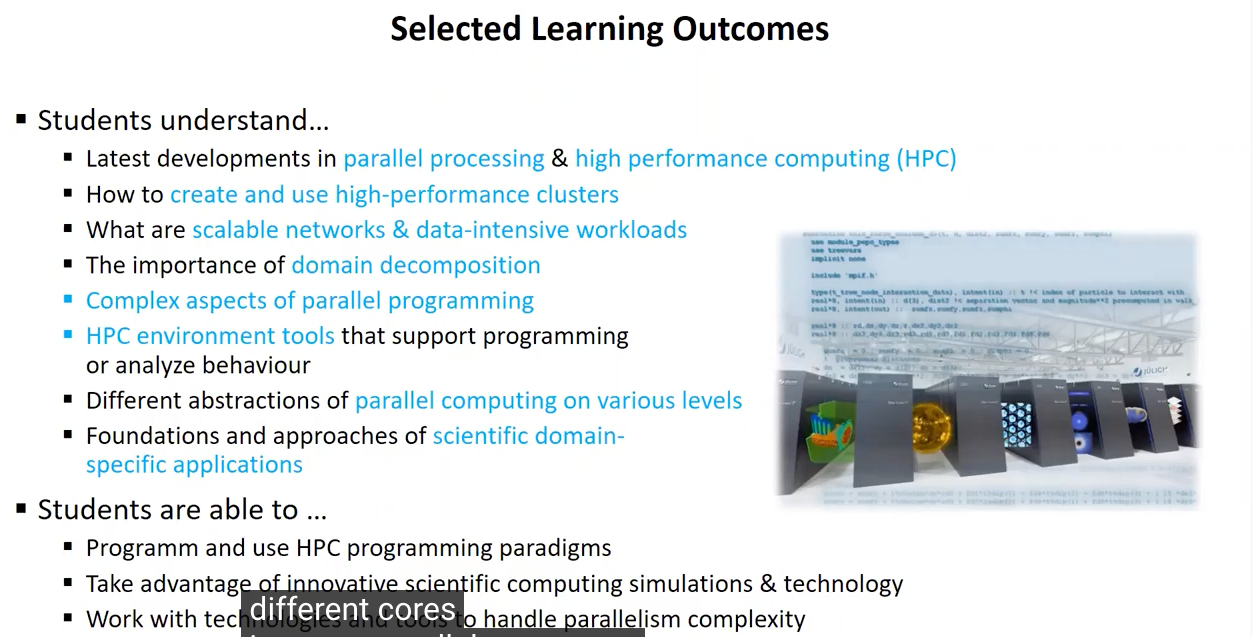 Selected Learning Outcomes
▪ Students understand...
▪ Latest developments in parallel processing & high performance computing (HPC)
▪ How to create and use high-performance clusters
▪ What are scalable networks & data-intensive workloads
▪ The importance of domain decomposition
▪ Complex aspects of parallel programming
▪ HPC environment tools that support programming
or analyze behaviour
▪ Different abstractions of parallel computing on various levels
▪ Foundations and approaches of scientific domain-
specific applications
use module_pepc_types
use treevars
implicit none
include 'mpif.h'
JÜLICH
▪ Students are able to ...
▪ Programm and use HPC programming paradigms
▪ Take advantage of innovative scientific computing simulations & technology
▪ Work with technologies and tools to handle parallelism complexity
different cores